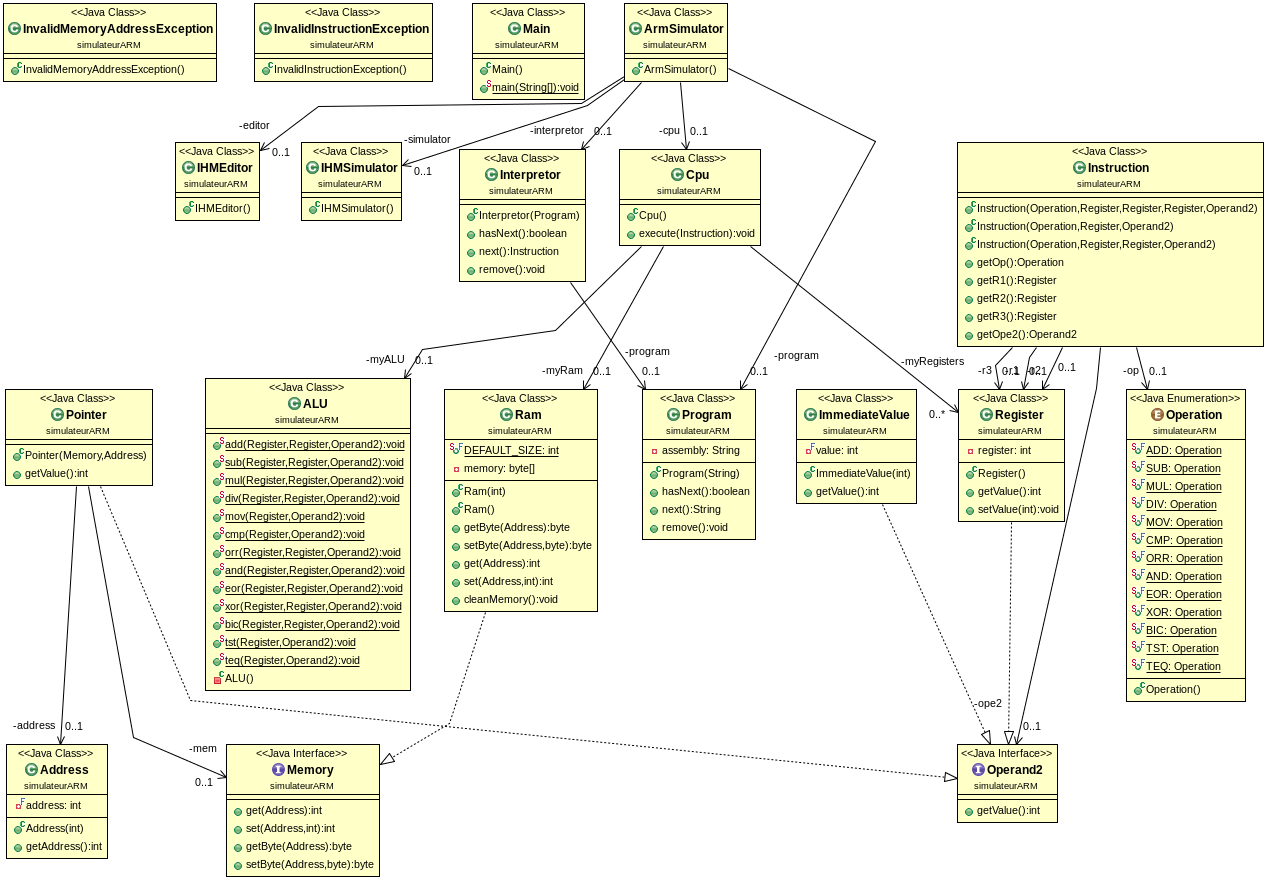 <<Java Class>>
InvalidMemoryAddressException
simulateurARM
InvalidMemoryAddressException()
<<Java Class>>
InvalidInstructionException
simulateurARM
InvalidInstructionException()
<<Java Class>>
Main
simulateurARM
Main()
main(String[]):void
<<Java Class>>
ArmSimulator
simulateurARM
ArmSimulator()
-editor
0..1
-simulator
0..1
-interpretor
0..1
-cpu
0..1
<<Java Class>>
IHMEditor
simulateurARM
IHMEditor()
<<Java Class>>
IHMSimulator
simulateurARM
IHMSimulator()
<<Java Class>>
Interpretor
simulateurARM
Interpretor(Program)
hasNext():boolean
next():Instruction
remove():void
<<Java Class>>
Cpu
simulateurARM
Cpu()
execute(Instruction):void
<<Java Class>>
Instruction
simulateurARM
Instruction(Operation,Register,Register,Register,Operand2)
Instruction(Operation,Register,Operand2)
Instruction(Operation,Register,Register,Operand2)
getOp():Operation
getR1():Register
getR2():Register
getR3():Register
getOpe2():Operand2
-myALU
0..1
-myRam
0..1
-program
0..1
-program
0..1
-myRegisters
0..*
-r3
-r1
-r2
0..1
-op
0..1
<<Java Class>>
Pointer
simulateurARM
Pointer(Memory,Address)
getValue():int
<<Java Class>>
ALU
simulateurARM
add(Register,Register,Operand2):void
sub(Register,Register,Operand2):void
mul(Register,Register,Operand2):void
div(Register,Register,Operand2):void
mov(Register,Operand2):void
cmp(Register,Operand2):void
orr(Register,Register,Operand2):void
and(Register,Register,Operand2):void
eor(Register,Register,Operand2):void
xor(Register,Register,Operand2):void
bic(Register,Register,Operand2):void
tst(Register,Operand2):void
teq(Register,Operand2):void
ALU()
<<Java Class>>
Ram
simulateurARM
DEFAULT_SIZE: int
memory: byte[]
Ram(int)
Ram()
getByte(Address):byte
setByte(Address,byte):byte
get(Address):int
set(Address,int):int
cleanMemory():void
<<Java Class>>
Program
simulateurARM
assembly: String
Program(String)
hasNext():boolean
next():String
remove():void
<<Java Class>>
ImmediateValue
simulateurARM
value: int
ImmediateValue(int)
getValue():int
<<Java Class>>
Register
simulateurARM
register: int
Register()
getValue():int
setValue(int):void
<<Java Enumeration>>
Operation
simulateurARM
ADD: Operation
SUB: Operation
MUL: Operation
DIV: Operation
MOV: Operation
CMP: Operation
ORR: Operation
AND: Operation
EOR: Operation
XOR: Operation
BIC: Operation
TST: Operation
TEQ: Operation
Operation()
-address
0..1
-mem
0..1
-ope2
0..1
<<Java Class>>
Address
simulateurARM
address: int
Address(int)
getAddress():int
<<Java Interface>>
Memory
simulateurARM
get(Address):int
set(Address,int):int
getByte(Address):byte
setByte(Address,byte):byte
<<Java Interface>>
Operand2
simulateurARM
getValue():int